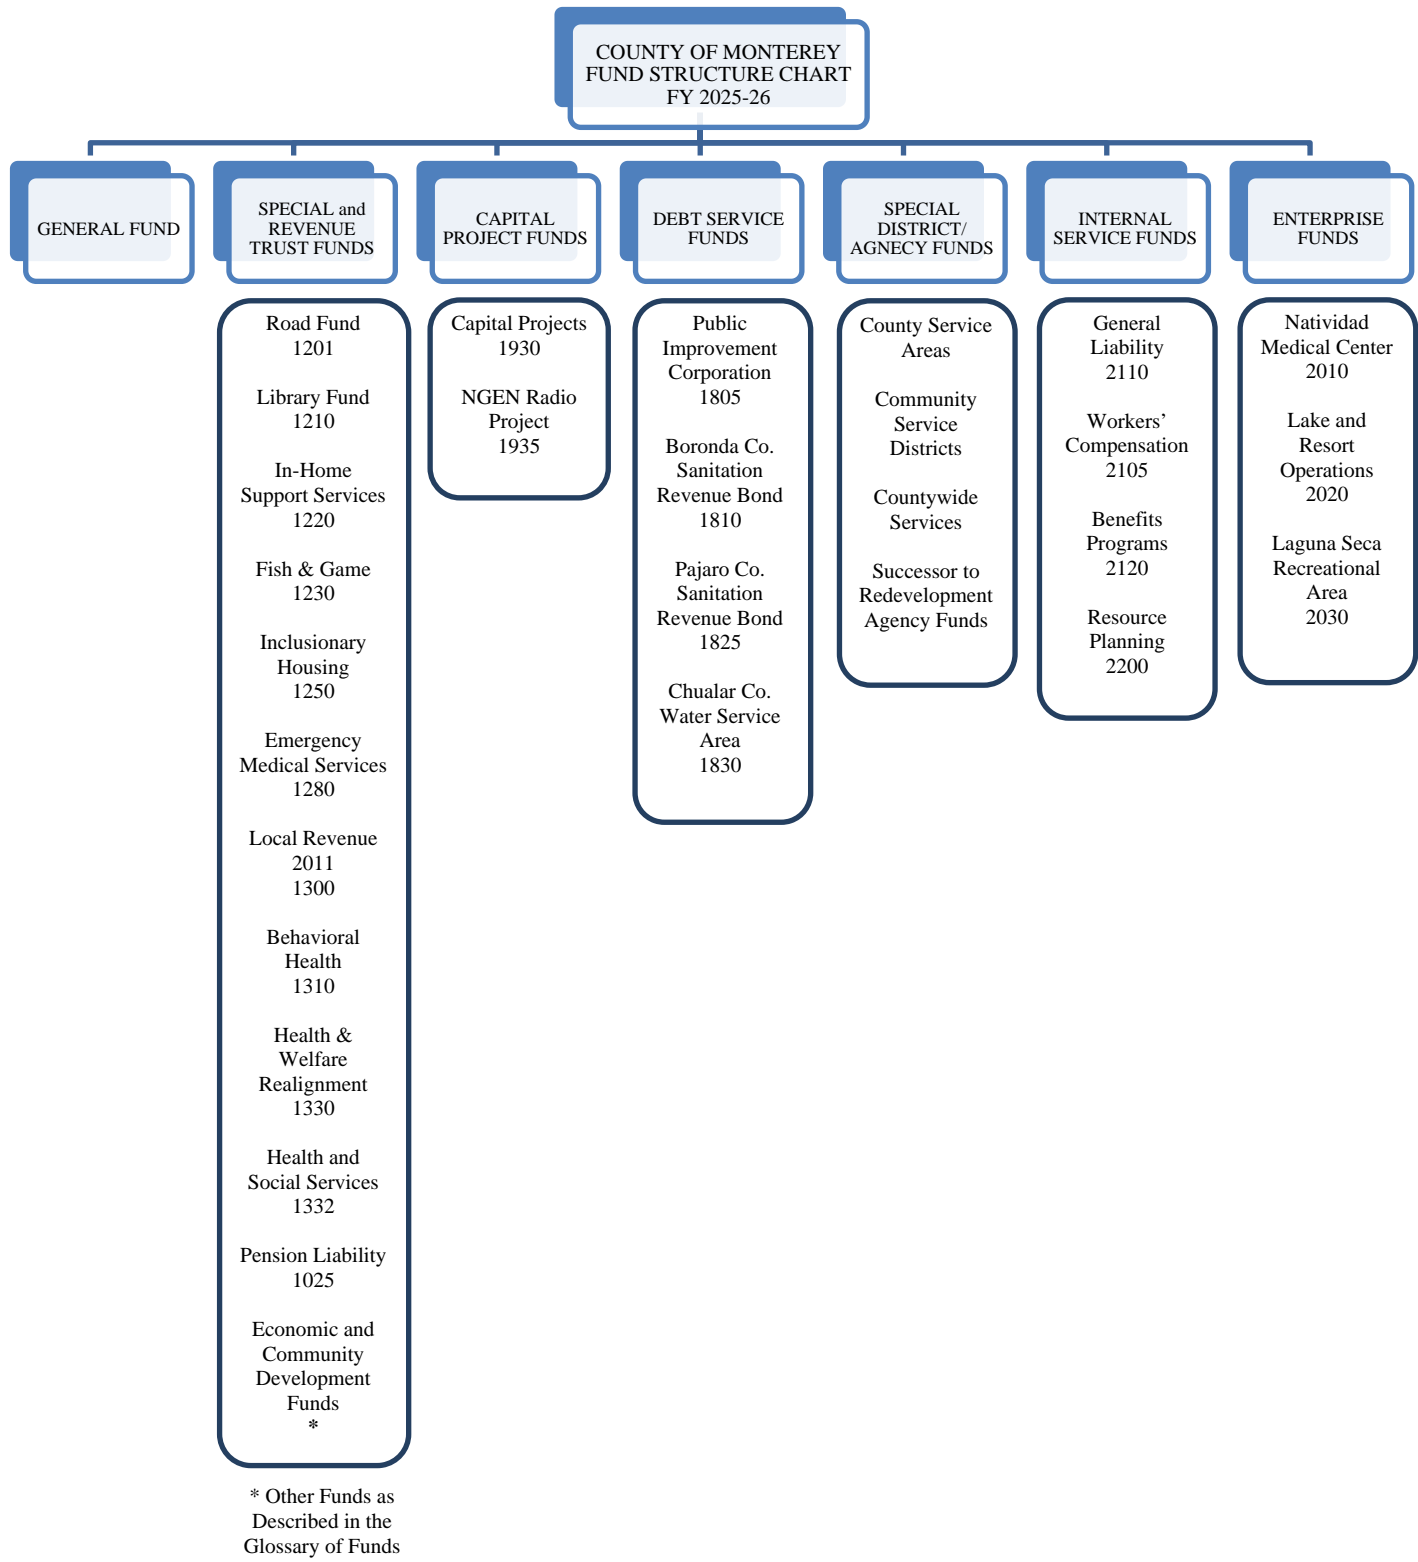 COUNTY OF MONTEREY
FUND STRUCTURE CHART
FY 2025-26
GENERAL FUND
SPECIAL and
REVENUE
TRUST FUNDS
CAPITAL
PROJECT FUNDS
DEBT SERVICE
FUNDS
SPECIAL
DISTRICT/
AGNECY FUNDS
INTERNAL
SERVICE FUNDS
ENTERPRISE
FUNDS
Road Fund
1201
Library Fund
1210
In-Home
Support Services
1220
Fish & Game
1230
Inclusionary
Housing
1250
Emergency
Medical Services
1280
Local Revenue
2011
1300
Behavioral
Health
1310
Health &
Welfare
Realignment
1330
Health and
Social Services
1332
Pension Liability
1025
Economic and
Community
Development
Funds
*
* Other Funds as
Described in the
Glossary of Funds
Capital Projects
1930
NGEN Radio
Project
1935
Public
Improvement
Corporation
1805
Boronda Co.
Sanitation
Revenue Bond
1810
Pajaro Co.
Sanitation
Revenue Bond
1825
Chualar Co.
Water Service
Area
1830
County Service
Areas
Community
Service
Districts
Countywide
Services
Successor to
Redevelopment
Agency Funds
General
Liability
2110
Workers’
Compensation
2105
Benefits
Programs
2120
Resource
Planning
2200
Natividad
Medical Center
2010
Lake and
Resort
Operations
2020
Laguna Seca
Recreational
Area
2030